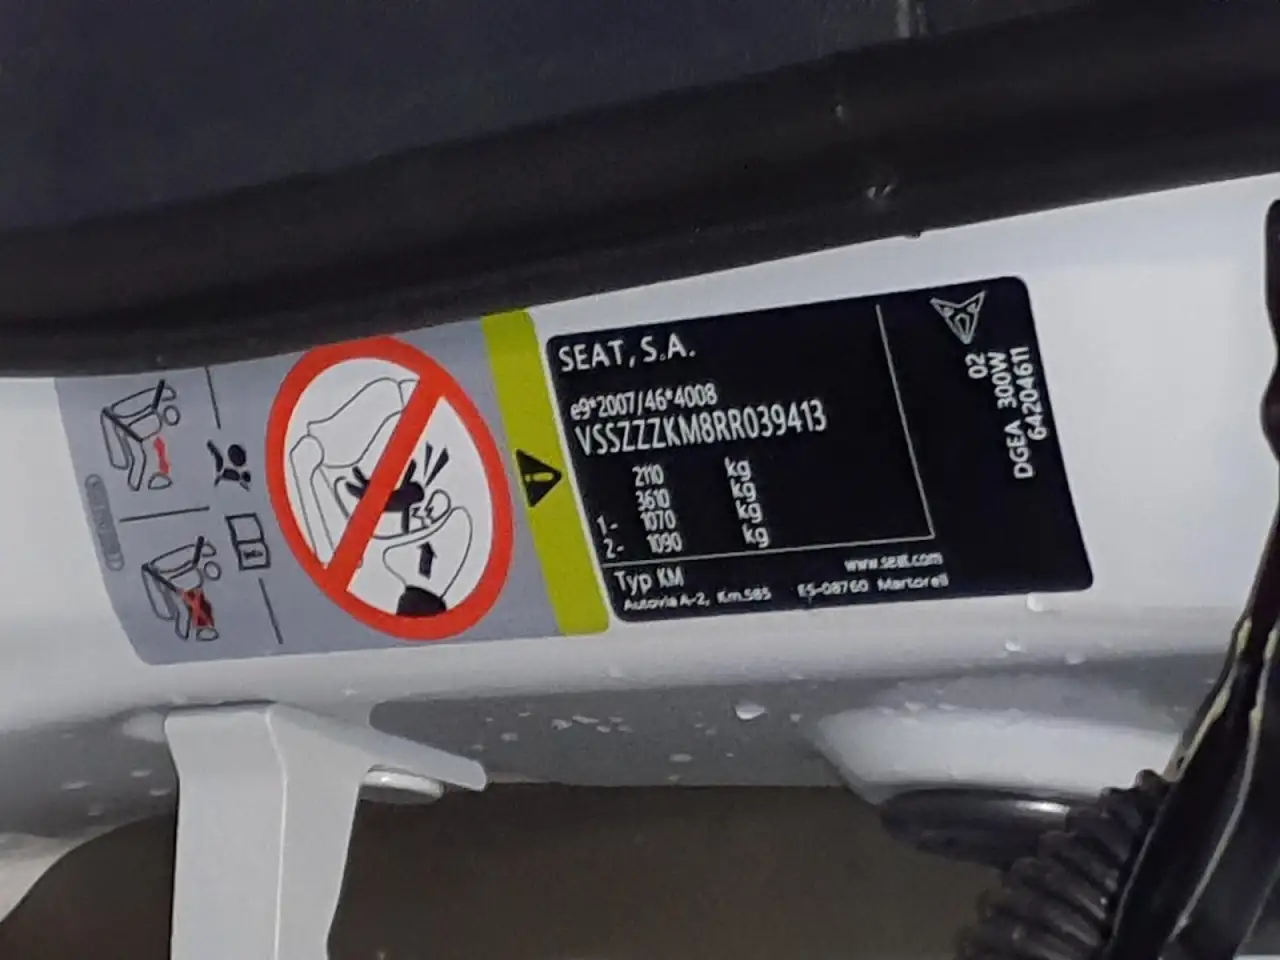 SEAT, S.A.
e9*2007/46*4008
VSSZZZKM8RR039413
2110 kg
3610 kg
1- 1070 kg
2- 1090 kg
Typ KM
www.seat.com
Autovia A-2, Km.585 ES-08760 Martorell
02
DGEA 300W
64204611